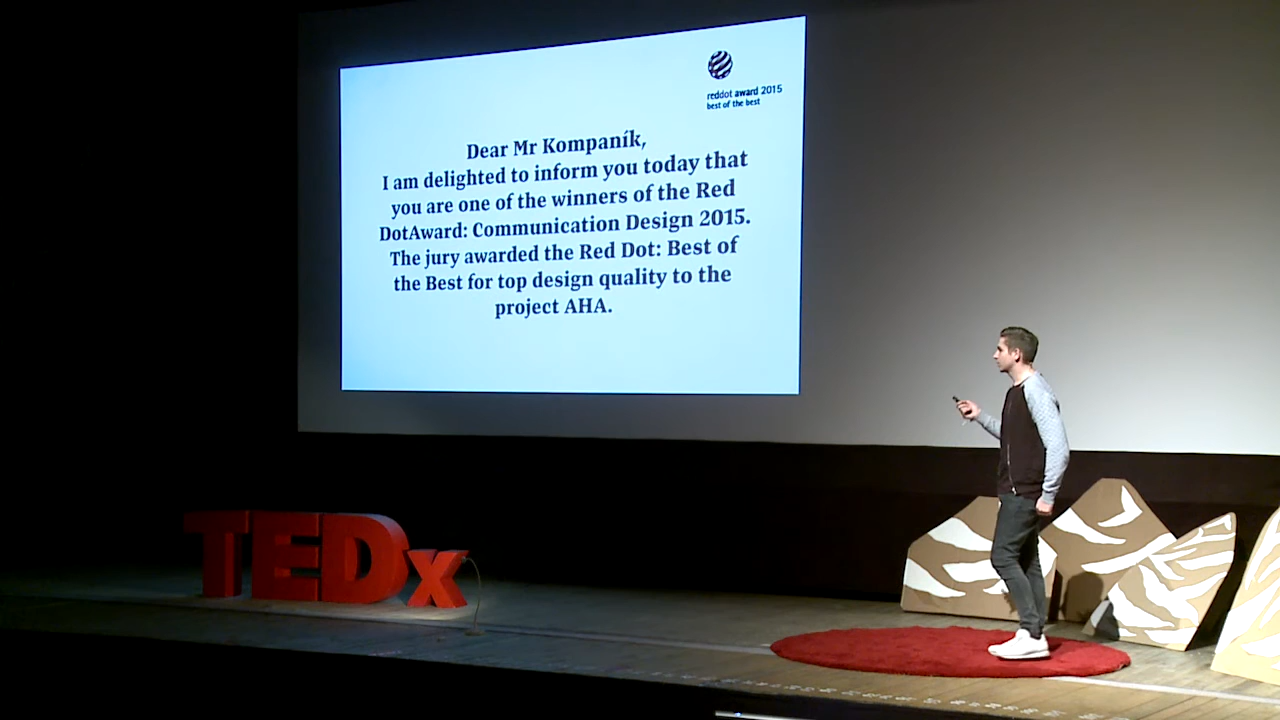 reddot award 2015
best of the best
Dear Mr Kompaník,
I am delighted to inform you today that
you are one of the winners of the Red
DotAward: Communication Design 2015.
The jury awarded the Red Dot: Best of
the Best for top design quality to the
project AHA.
TEDx